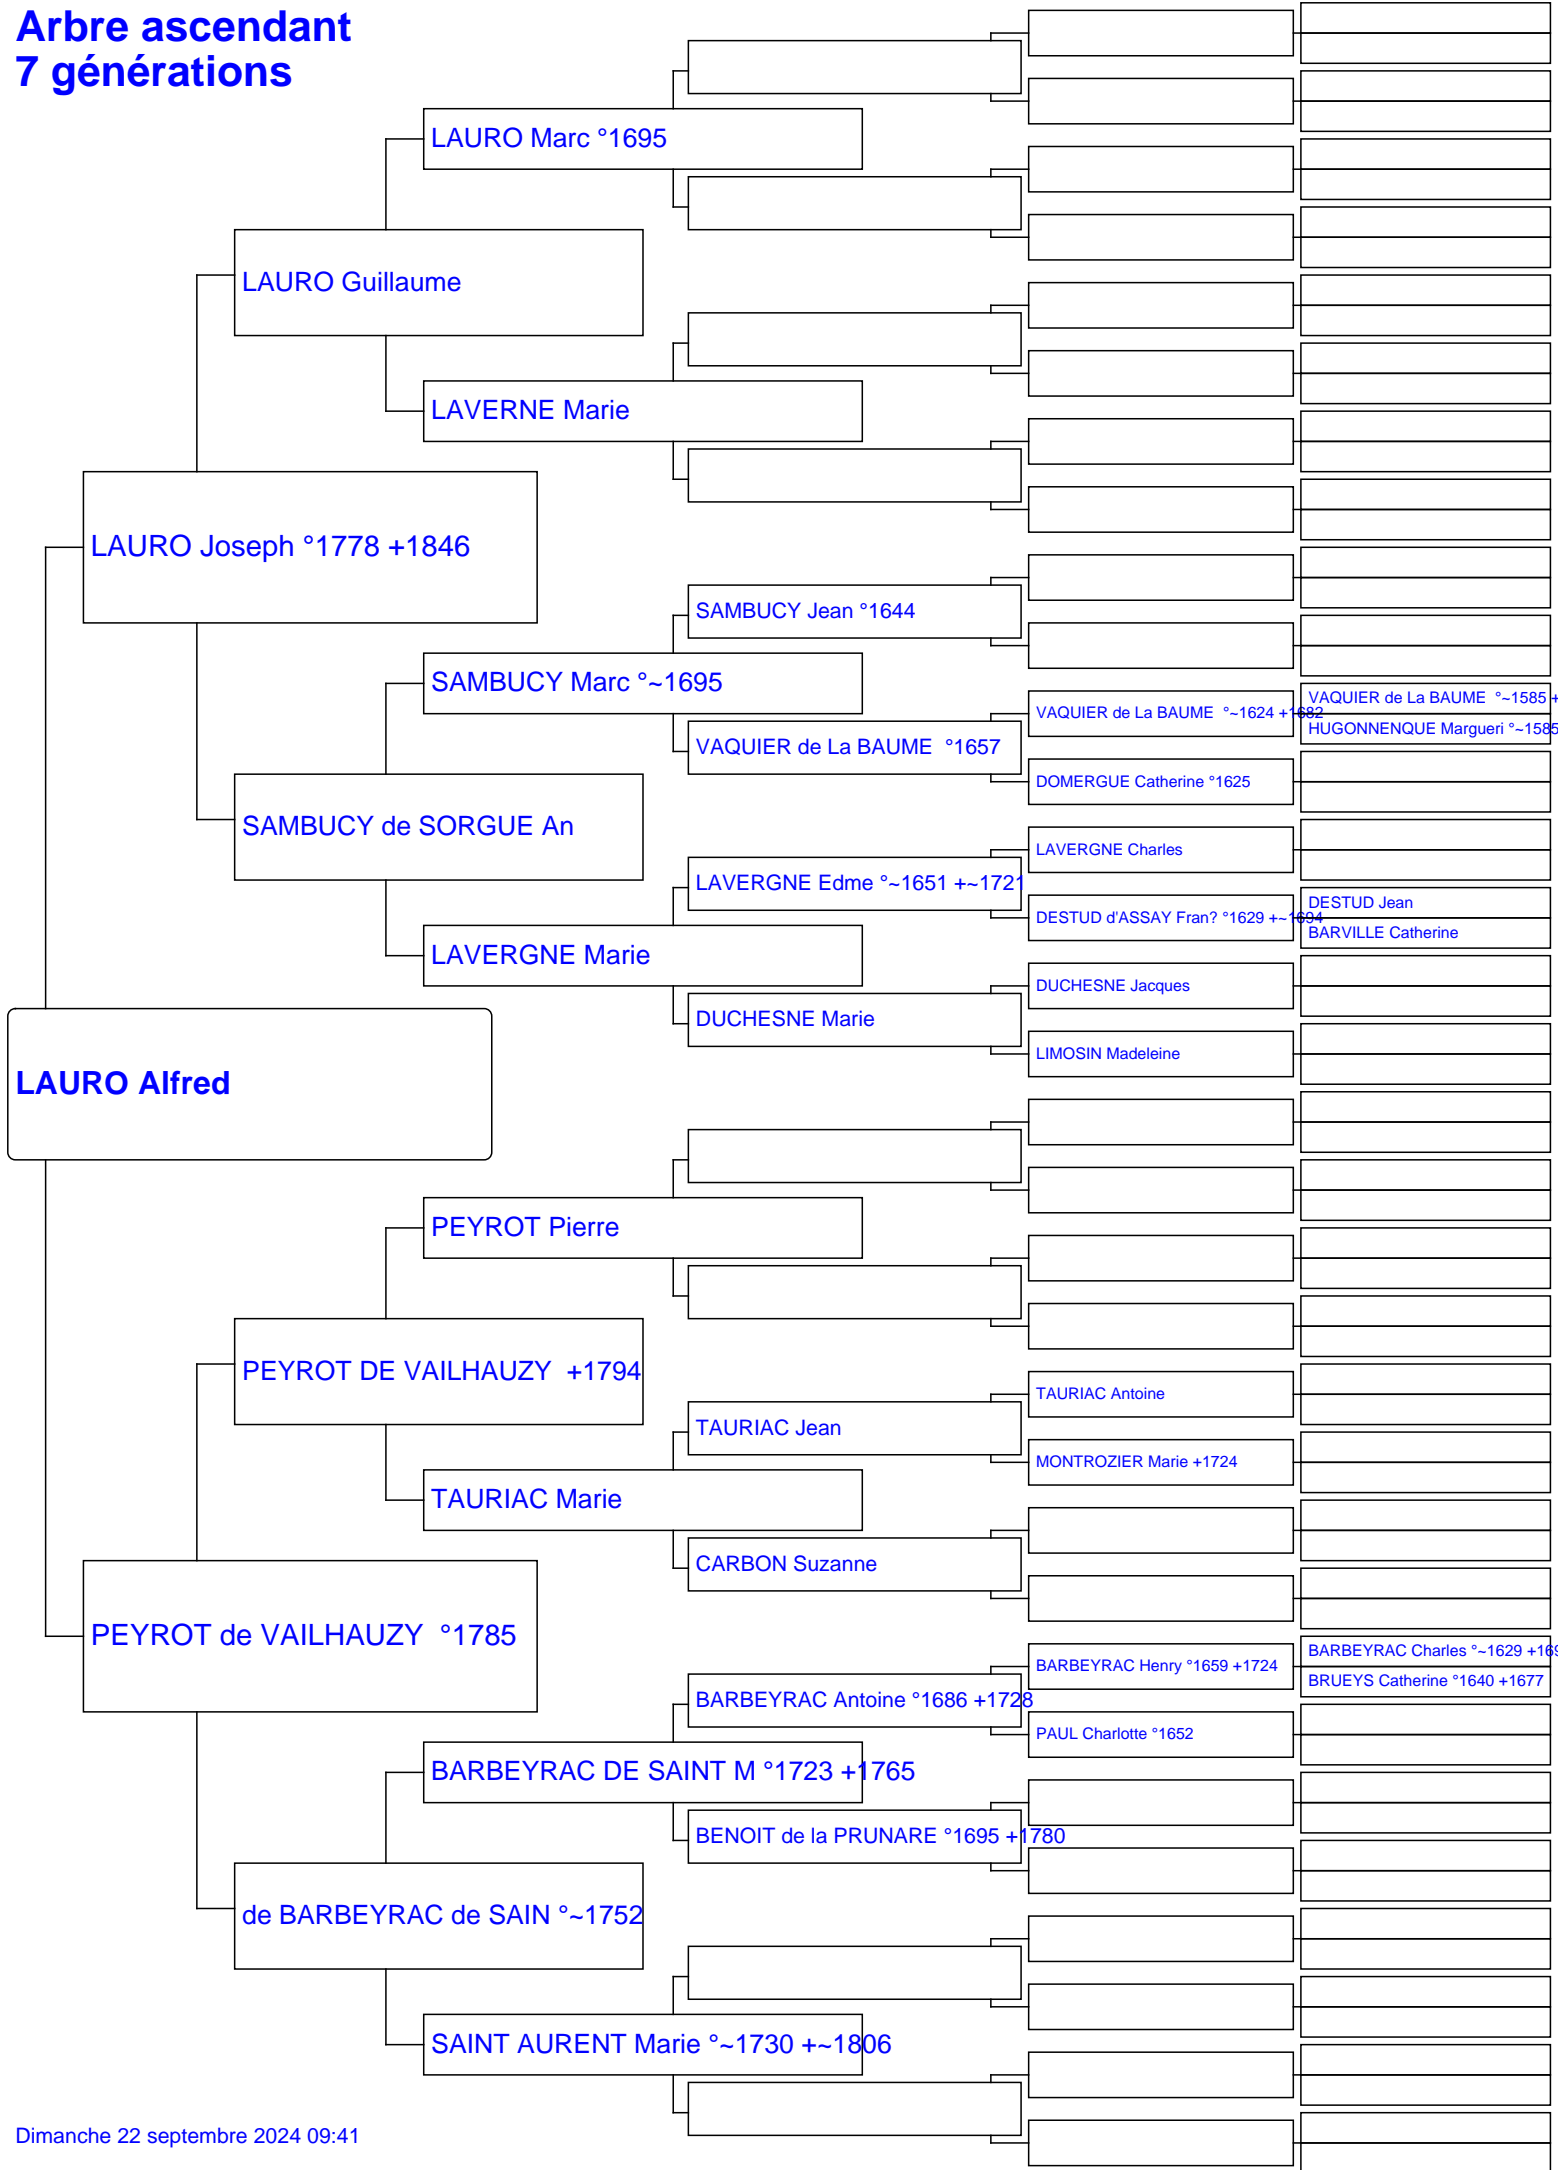 Arbre ascendant
7 générations
LAURO Marc °1695
LAURO Guillaume
LAVERNE Marie
LAURO Joseph °1778 +1846
SAMBUCY Jean °1644
SAMBUCY Marc °~1695
VAQUIER de La BAUME °~1585 +
VAQUIER de La BAUME °~1624 +1682
HUGONNENQUE Margueri °~1585
VAQUIER de La BAUME °1657
DOMERGUE Catherine °1625
SAMBUCY de SORGUE An
LAVERGNE Charles
LAVERGNE Edme °~1651 +~1721
DESTUD Jean
DESTUD d'ASSAY Fran? °1629 +~1694
BARVILLE Catherine
LAVERGNE Marie
DUCHESNE Jacques
DUCHESNE Marie
LIMOSIN Madeleine
LAURO Alfred
PEYROT Pierre
PEYROT DE VAILHAUZY +1794
TAURIAC Antoine
TAURIAC Jean
MONTROZIER Marie +1724
TAURIAC Marie
CARBON Suzanne
PEYROT de VAILHAUZY °1785
BARBEYRAC Charles °~1629 +169
BARBEYRAC Henry °1659 +1724
BRUEYS Catherine °1640 +1677
BARBEYRAC Antoine °1686 +1728
PAUL Charlotte °1652
BARBEYRAC DE SAINT M °1723 +1765
BENOIT de la PRUNARE °1695 +1780
de BARBEYRAC de SAIN °~1752
SAINT AURENT Marie °~1730 +~1806
Dimanche 22 septembre 2024 09:41